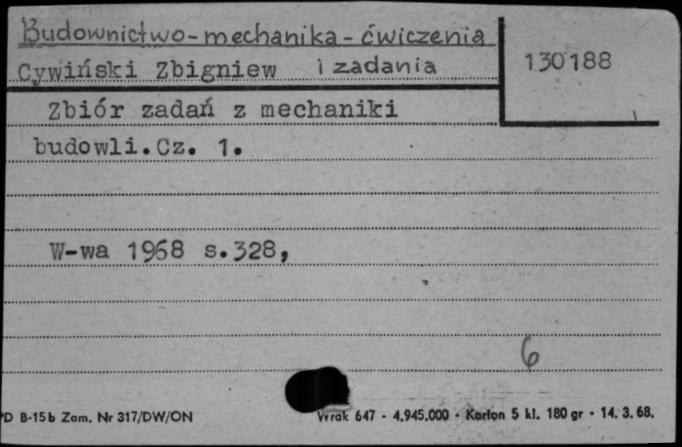 Budownictwo-mechanika-ćwiczenia
Cywiński Zbigniew i zadania
130188
Zbiór zadań z mechaniki
budowli.Cz. 1.
W-wa 1968 s.328,
6
D B-15b Zam. Nr 317/DW/ON
Wrak 647 - 4.945.000 - Karton 5 kl. 180 gr - 14. 3. 68.